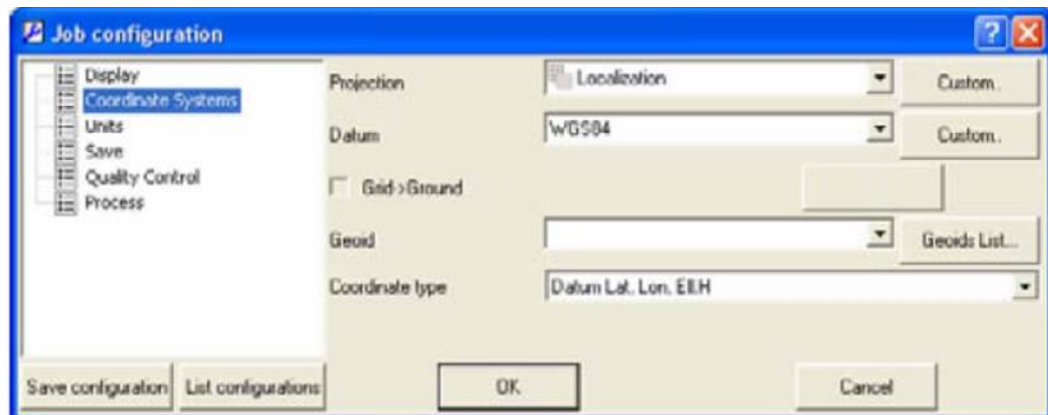 Job configuration
Display
Coordinate Systems
Units
Save
Quality Control
Process
Projection
Localization
Custom..
Datum
WGS84
Custom..
Grid->Ground
Geoid
Geoids List...
Coordinate type
Datum Lat, Lon, Ell.H
Save configuration
List configurations
OK
Cancel